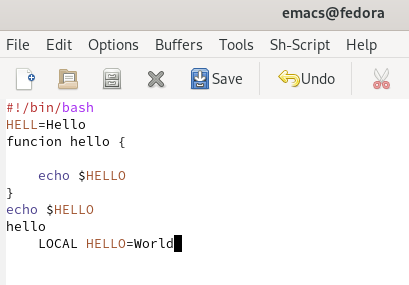 emacs@fedora
File Edit Options Buffers Tools Sh-Script Help
Save Undo
#!/bin/bash
HELL=Hello
funcion hello {
echo $HELLO
}
echo $HELLO
hello
LOCAL HELLO=World